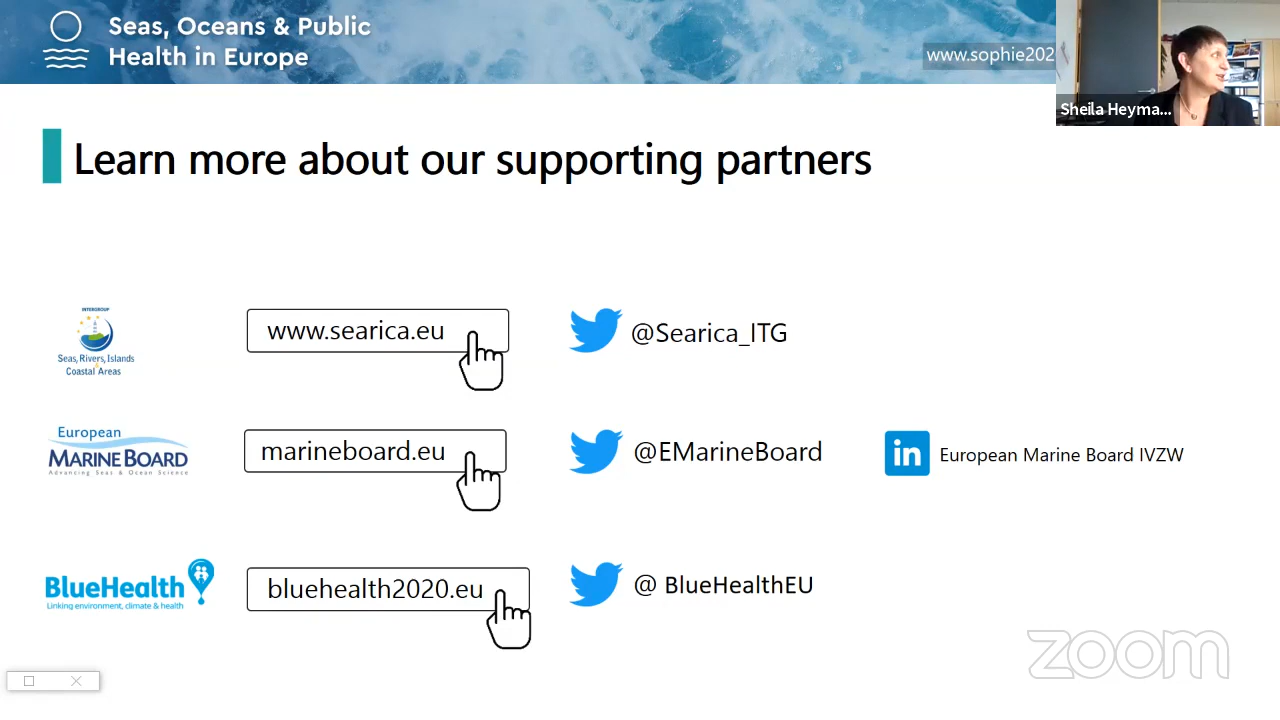 Seas, Oceans & Public
Health in Europe
www.sophie202
Sheila Heyma...
Learn more about our supporting partners
INTERGROUP
Seas, Rivers, Islands
Coastal Areas
www.searica.eu
@Searica_ITG
European
MARINE BOARD
Advancing Seas & Ocean Science
marineboard.eu
@EMarineBoard
in
European Marine Board IVZW
BlueHealth
Linking environment, climate & health
bluehealth2020.eu
@ BlueHealthEU
zoom